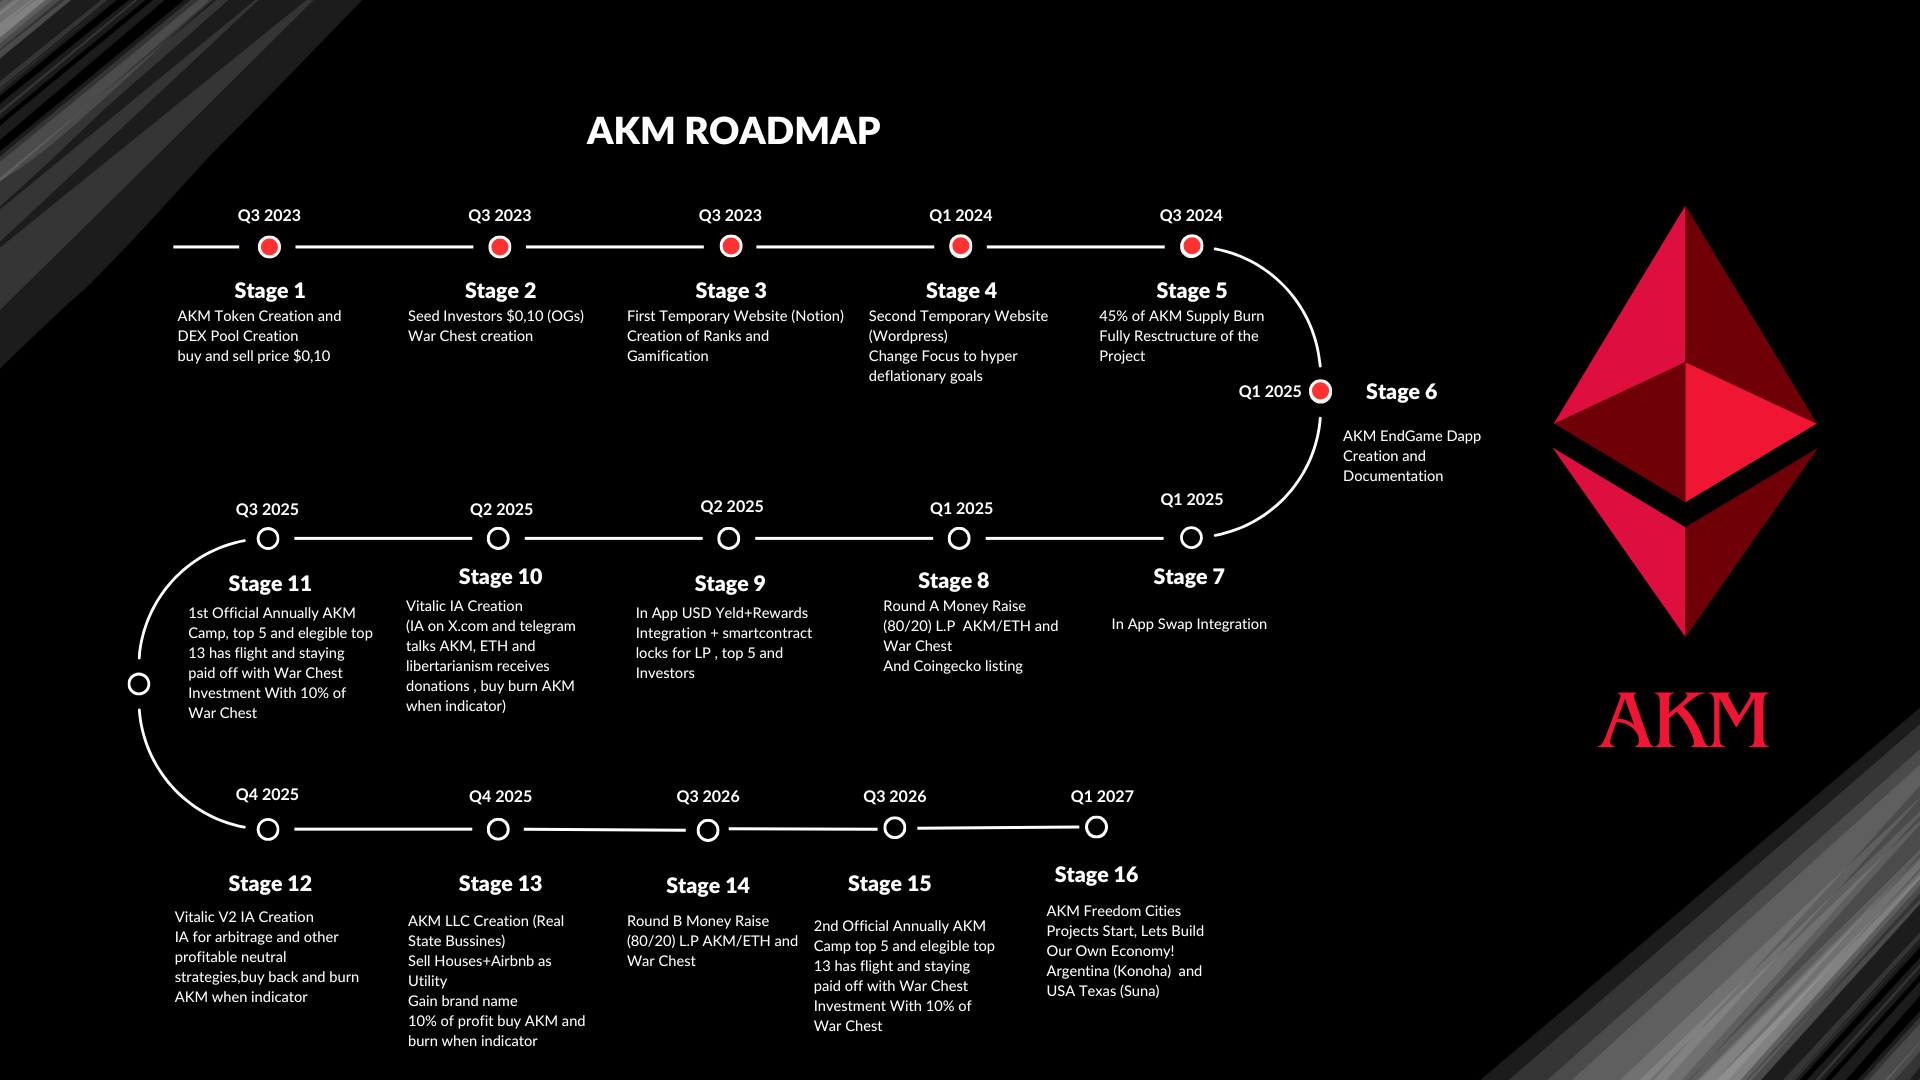 AKM ROADMAP
Q3 2023
Stage 1
AKM Token Creation and
DEX Pool Creation
buy and sell price $0,10
Q3 2023
Stage 2
Seed Investors $0,10 (OGs)
War Chest creation
Q3 2023
Stage 3
First Temporary Website (Notion)
Creation of Ranks and
Gamification
Q1 2024
Stage 4
Second Temporary Website
(Wordpress)
Change Focus to hyper
deflationary goals
Q3 2024
Stage 5
45% of AKM Supply Burn
Fully Resctructure of the
Project
Q1 2025
Stage 6
AKM EndGame Dapp
Creation and
Documentation
Q1 2025
Stage 7
In App Swap Integration
Q1 2025
Stage 8
Round A Money Raise
(80/20) L.P  AKM/ETH and
War Chest
And Coingecko listing
Q2 2025
Stage 9
In App USD Yeld+Rewards
Integration + smartcontract
locks for LP , top 5 and
Investors
Q2 2025
Stage 10
Vitalic IA Creation
(IA on X.com and telegram
talks AKM, ETH and
libertarianism receives
donations , buy burn AKM
when indicator)
Q3 2025
Stage 11
1st Official Annually AKM
Camp, top 5 and elegible top
13 has flight and staying
paid off with War Chest
Investment With 10% of
War Chest
Q4 2025
Stage 12
Vitalic V2 IA Creation
IA for arbitrage and other
profitable neutral
strategies,buy back and burn
AKM when indicator
Q4 2025
Stage 13
AKM LLC Creation (Real
State Bussines)
Sell Houses+Airbnb as
Utility
Gain brand name
10% of profit buy AKM and
burn when indicator
Q3 2026
Stage 14
Round B Money Raise
(80/20) L.P AKM/ETH and
War Chest
Q3 2026
Stage 15
2nd Official Annually AKM
Camp top 5 and elegible top
13 has flight and staying
paid off with War Chest
Investment With 10% of
War Chest
Q1 2027
Stage 16
AKM Freedom Cities
Projects Start, Lets Build
Our Own Economy!
Argentina (Konoha)  and
USA Texas (Suna)
AKM